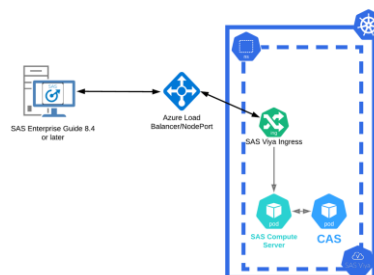 SAS Enterprise Guide 8.4
or later
Azure Load
Balancer/NodePort
ns
ing
SAS Viya Ingress
pod
SAS Compute
Server
pod
CAS